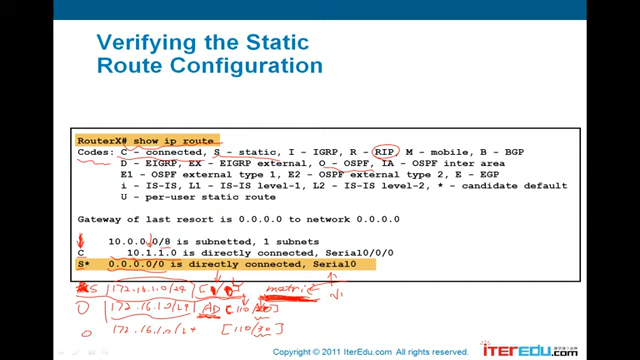 Verifying the Static
Route Configuration
RouterX# show ip route
Codes: C - connected, S - static, I - IGRP, R - RIP, M - mobile, B - BGP
D - EIGRP, EX - EIGRP external, O - OSPF, IA - OSPF inter area
E1 - OSPF external type 1, E2 - OSPF external type 2, E - EGP
i - IS-IS, L1 - IS-IS level-1, L2 - IS-IS level-2, * - candidate default
U - per-user static route
Gateway of last resort is 0.0.0.0 to network 0.0.0.0
10.0.0.0/8 is subnetted, 1 subnets
C 10.1.1.0 is directly connected, Serial0/0/0
S* 0.0.0.0/0 is directly connected, Serial0
S 172.16.1.0/24 metric
O 172.16.1.0/24 AD
O 172.16.1.0/24 [110/30]
Copyright © 2011 IterEdu.com
iTEREDU.com